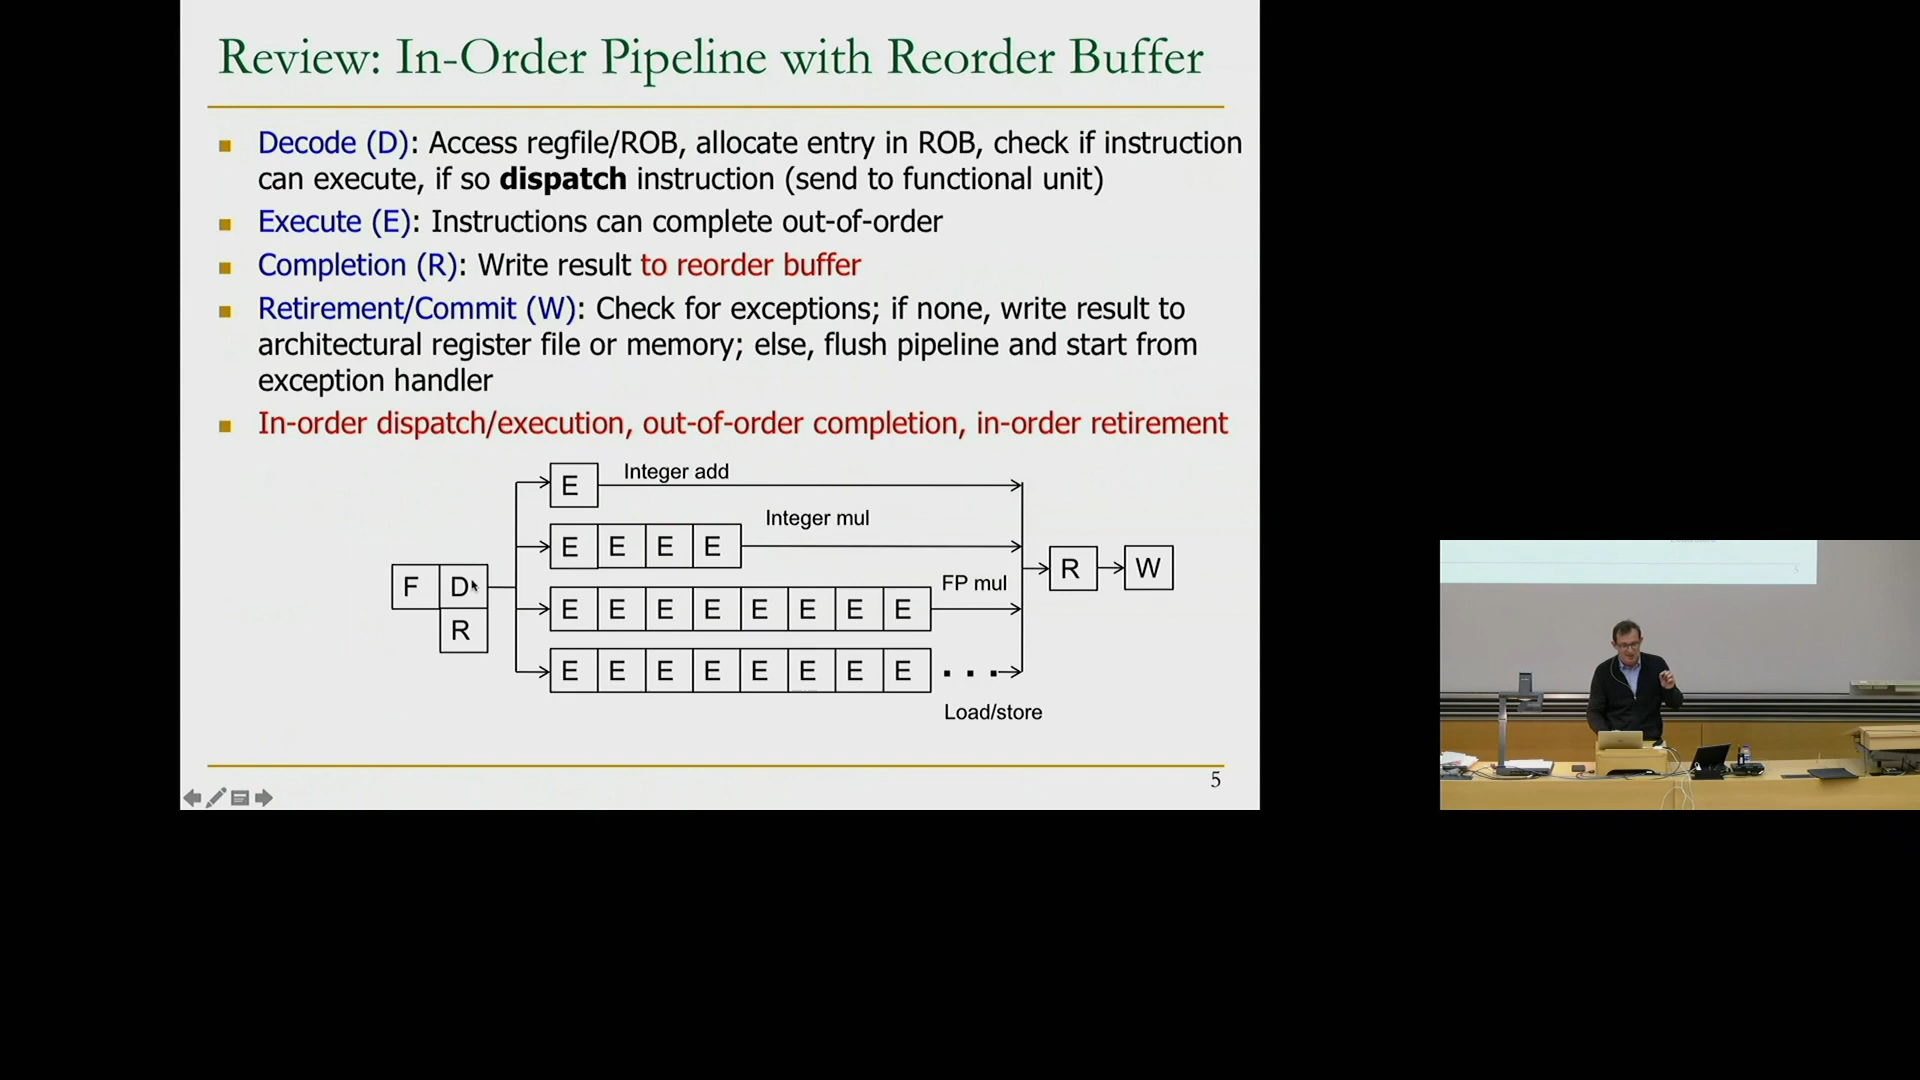 Review: In-Order Pipeline with Reorder Buffer
Decode (D): Access regfile/ROB, allocate entry in ROB, check if instruction
can execute, if so dispatch instruction (send to functional unit)
Execute (E): Instructions can complete out-of-order
Completion (R): Write result to reorder buffer
Retirement/Commit (W): Check for exceptions; if none, write result to
architectural register file or memory; else, flush pipeline and start from
exception handler
In-order dispatch/execution, out-of-order completion, in-order retirement
E Integer add
Integer mul
E E E E
R W
FP mul
F D
E E E E E E E E
R
E E E E E E E E . . .
Load/store
5